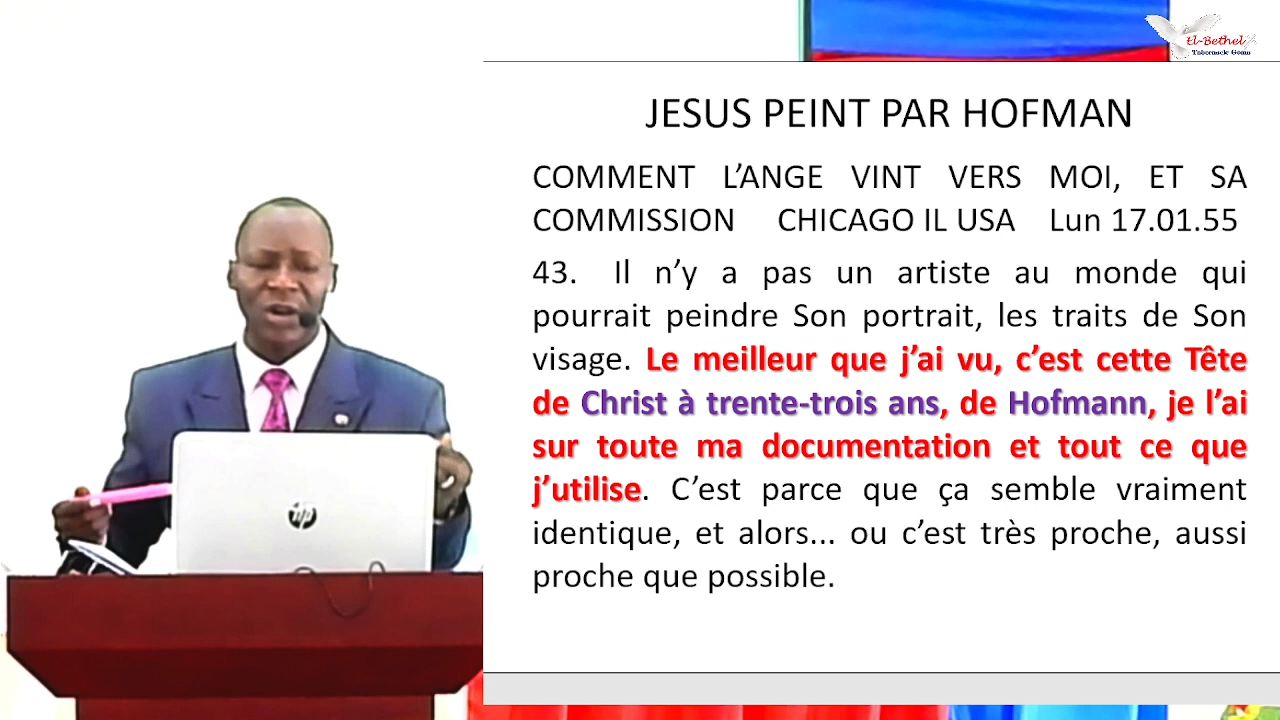 El-Bethel
Tabernacle Goma
JESUS PEINT PAR HOFMAN
COMMENT L’ANGE VINT VERS MOI, ET SA
COMMISSION CHICAGO IL USA Lun 17.01.55
43. Il n’y a pas un artiste au monde qui
pourrait peindre Son portrait, les traits de Son
visage. Le meilleur que j’ai vu, c’est cette Tête
de Christ à trente-trois ans, de Hofmann, je l’ai
sur toute ma documentation et tout ce que
j’utilise. C’est parce que ça semble vraiment
identique, et alors... ou c’est très proche, aussi
proche que possible.
hp